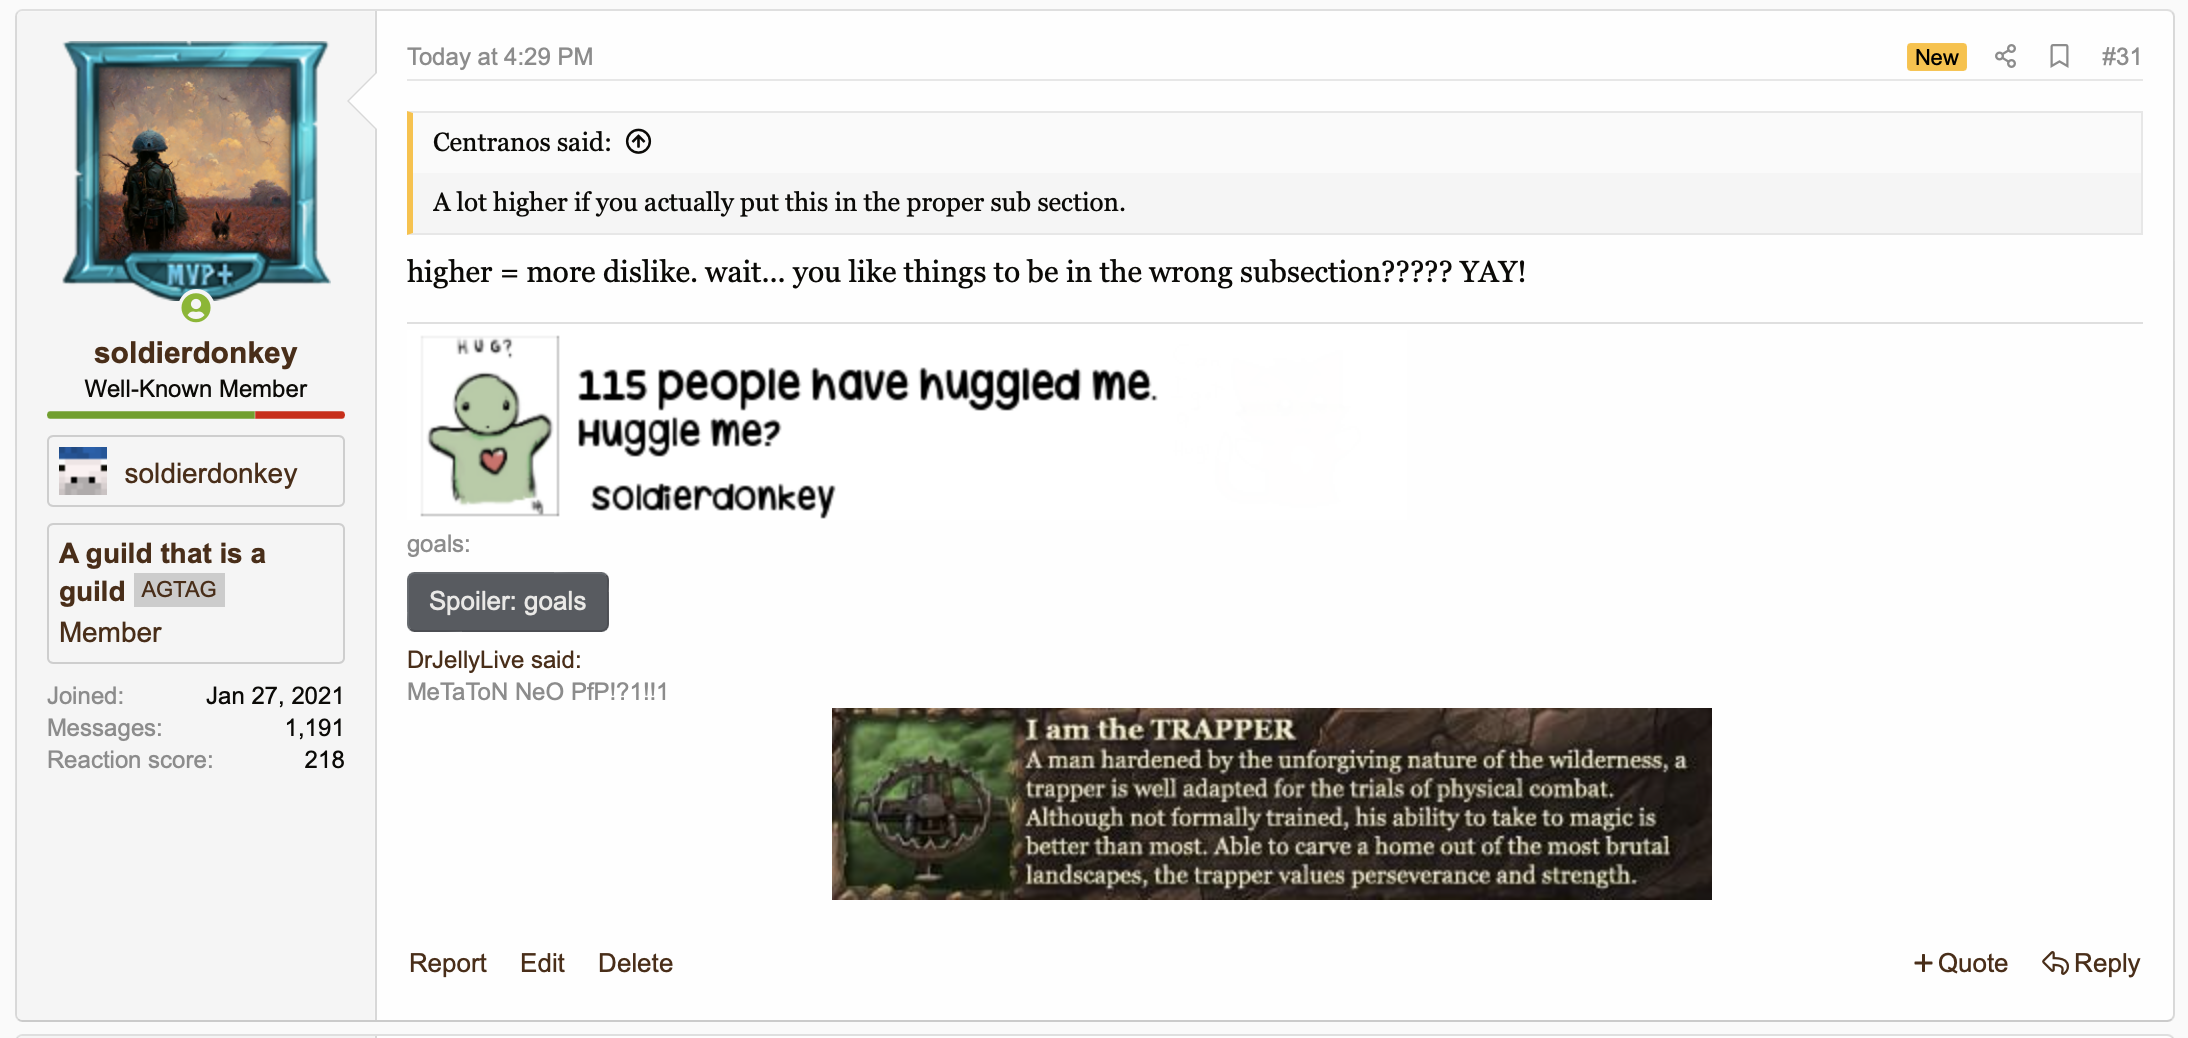 Today at 4:29 PM
New
#31
Centranos said:
A lot higher if you actually put this in the proper sub section.
higher = more dislike. wait... you like things to be in the wrong subsection????? YAY!
MVP+
soldierdonkey
Well-Known Member
soldierdonkey
A guild that is a
guild AGTAG
Member
Joined: Jan 27, 2021
Messages: 1,191
Reaction score: 218
HUG?
115 people have huggled me.
Huggle me?
soldierdonkey
goals:
Spoiler: goals
DrJellyLive said:
MeTaToN NeO PfP!?1!!1
I am the TRAPPER
A man hardened by the unforgiving nature of the wilderness, a
trapper is well adapted for the trials of physical combat.
Although not formally trained, his ability to take to magic is
better than most. Able to carve a home out of the most brutal
landscapes, the trapper values perseverance and strength.
Report Edit Delete
+ Quote Reply